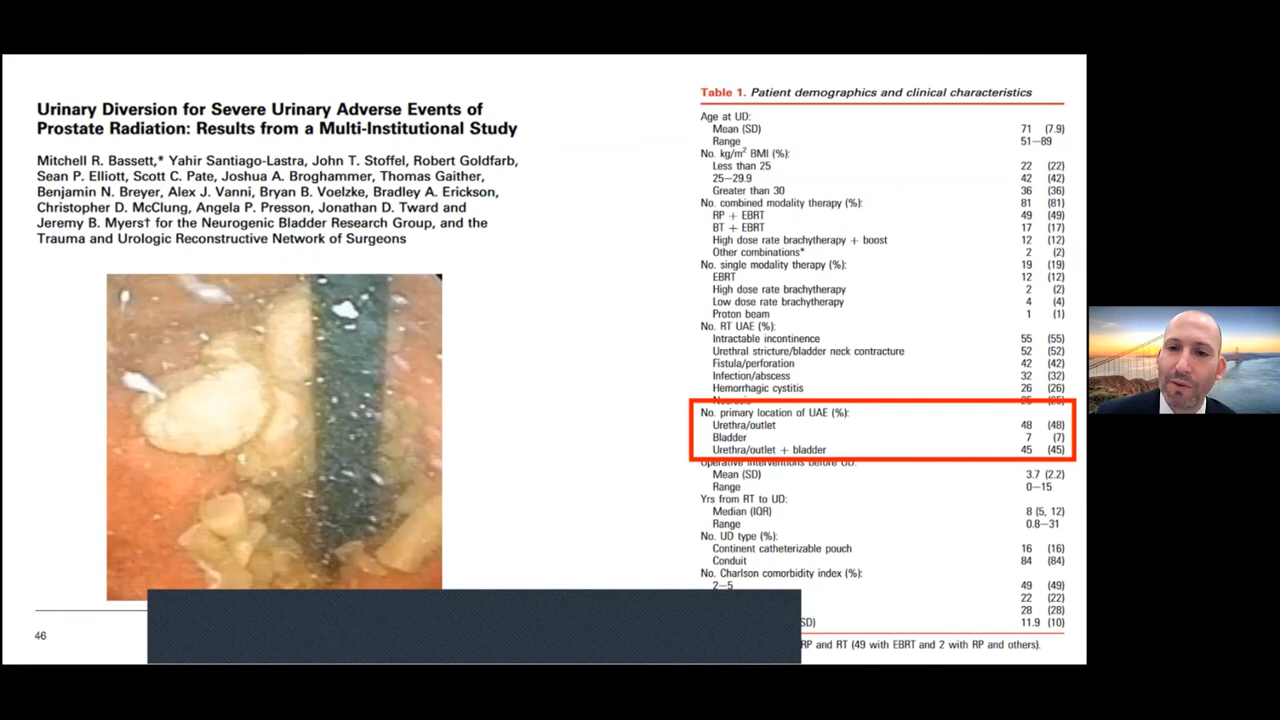 Urinary Diversion for Severe Urinary Adverse Events of
Prostate Radiation: Results from a Multi-Institutional Study
Mitchell R. Bassett,* Yahir Santiago-Lastra, John T. Stoffel, Robert Goldfarb,
Sean P. Elliott, Scott C. Pate, Joshua A. Broghammer, Thomas Gaither,
Benjamin N. Breyer, Alex J. Vanni, Bryan B. Voelzke, Bradley A. Erickson,
Christopher D. McClung, Angela P. Presson, Jonathan D. Tward and
Jeremy B. Myers† for the Neurogenic Bladder Research Group, and the
Trauma and Urologic Reconstructive Network of Surgeons
46
Table 1. Patient demographics and clinical characteristics
Age at UD:
Mean (SD) 71 (7.9)
Range 51–89
No. kg/m² BMI (%):
Less than 25 22 (22)
25–29.9 42 (42)
Greater than 30 36 (36)
No. combined modality therapy (%): 81 (81)
RP + EBRT 49 (49)
BT + EBRT 17 (17)
High dose rate brachytherapy + boost 12 (12)
Other combinations* 2 (2)
No. single modality therapy (%): 19 (19)
EBRT 12 (12)
High dose rate brachytherapy 2 (2)
Low dose rate brachytherapy 4 (4)
Proton beam 1 (1)
No. RT UAE (%):
Intractable incontinence 55 (55)
Urethral stricture/bladder neck contracture 52 (52)
Fistula/perforation 42 (42)
Infection/abscess 32 (32)
Hemorrhagic cystitis 26 (26)
No. primary location of UAE (%):
Urethra/outlet 48 (48)
Bladder 7 (7)
Urethra/outlet + bladder 45 (45)
Operative interventions before UD:
Mean (SD) 3.7 (2.2)
Range 0–15
Yrs from RT to UD:
Median (IQR) 8 (5, 12)
Range 0.8–31
No. UD type (%):
Continent catheterizable pouch 16 (16)
Conduit 84 (84)
No. Charlson comorbidity index (%):
2–5 49 (49)
22 (22)
28 (28)
SD) 11.9 (10)
RP and RT (49 with EBRT and 2 with RP and others).